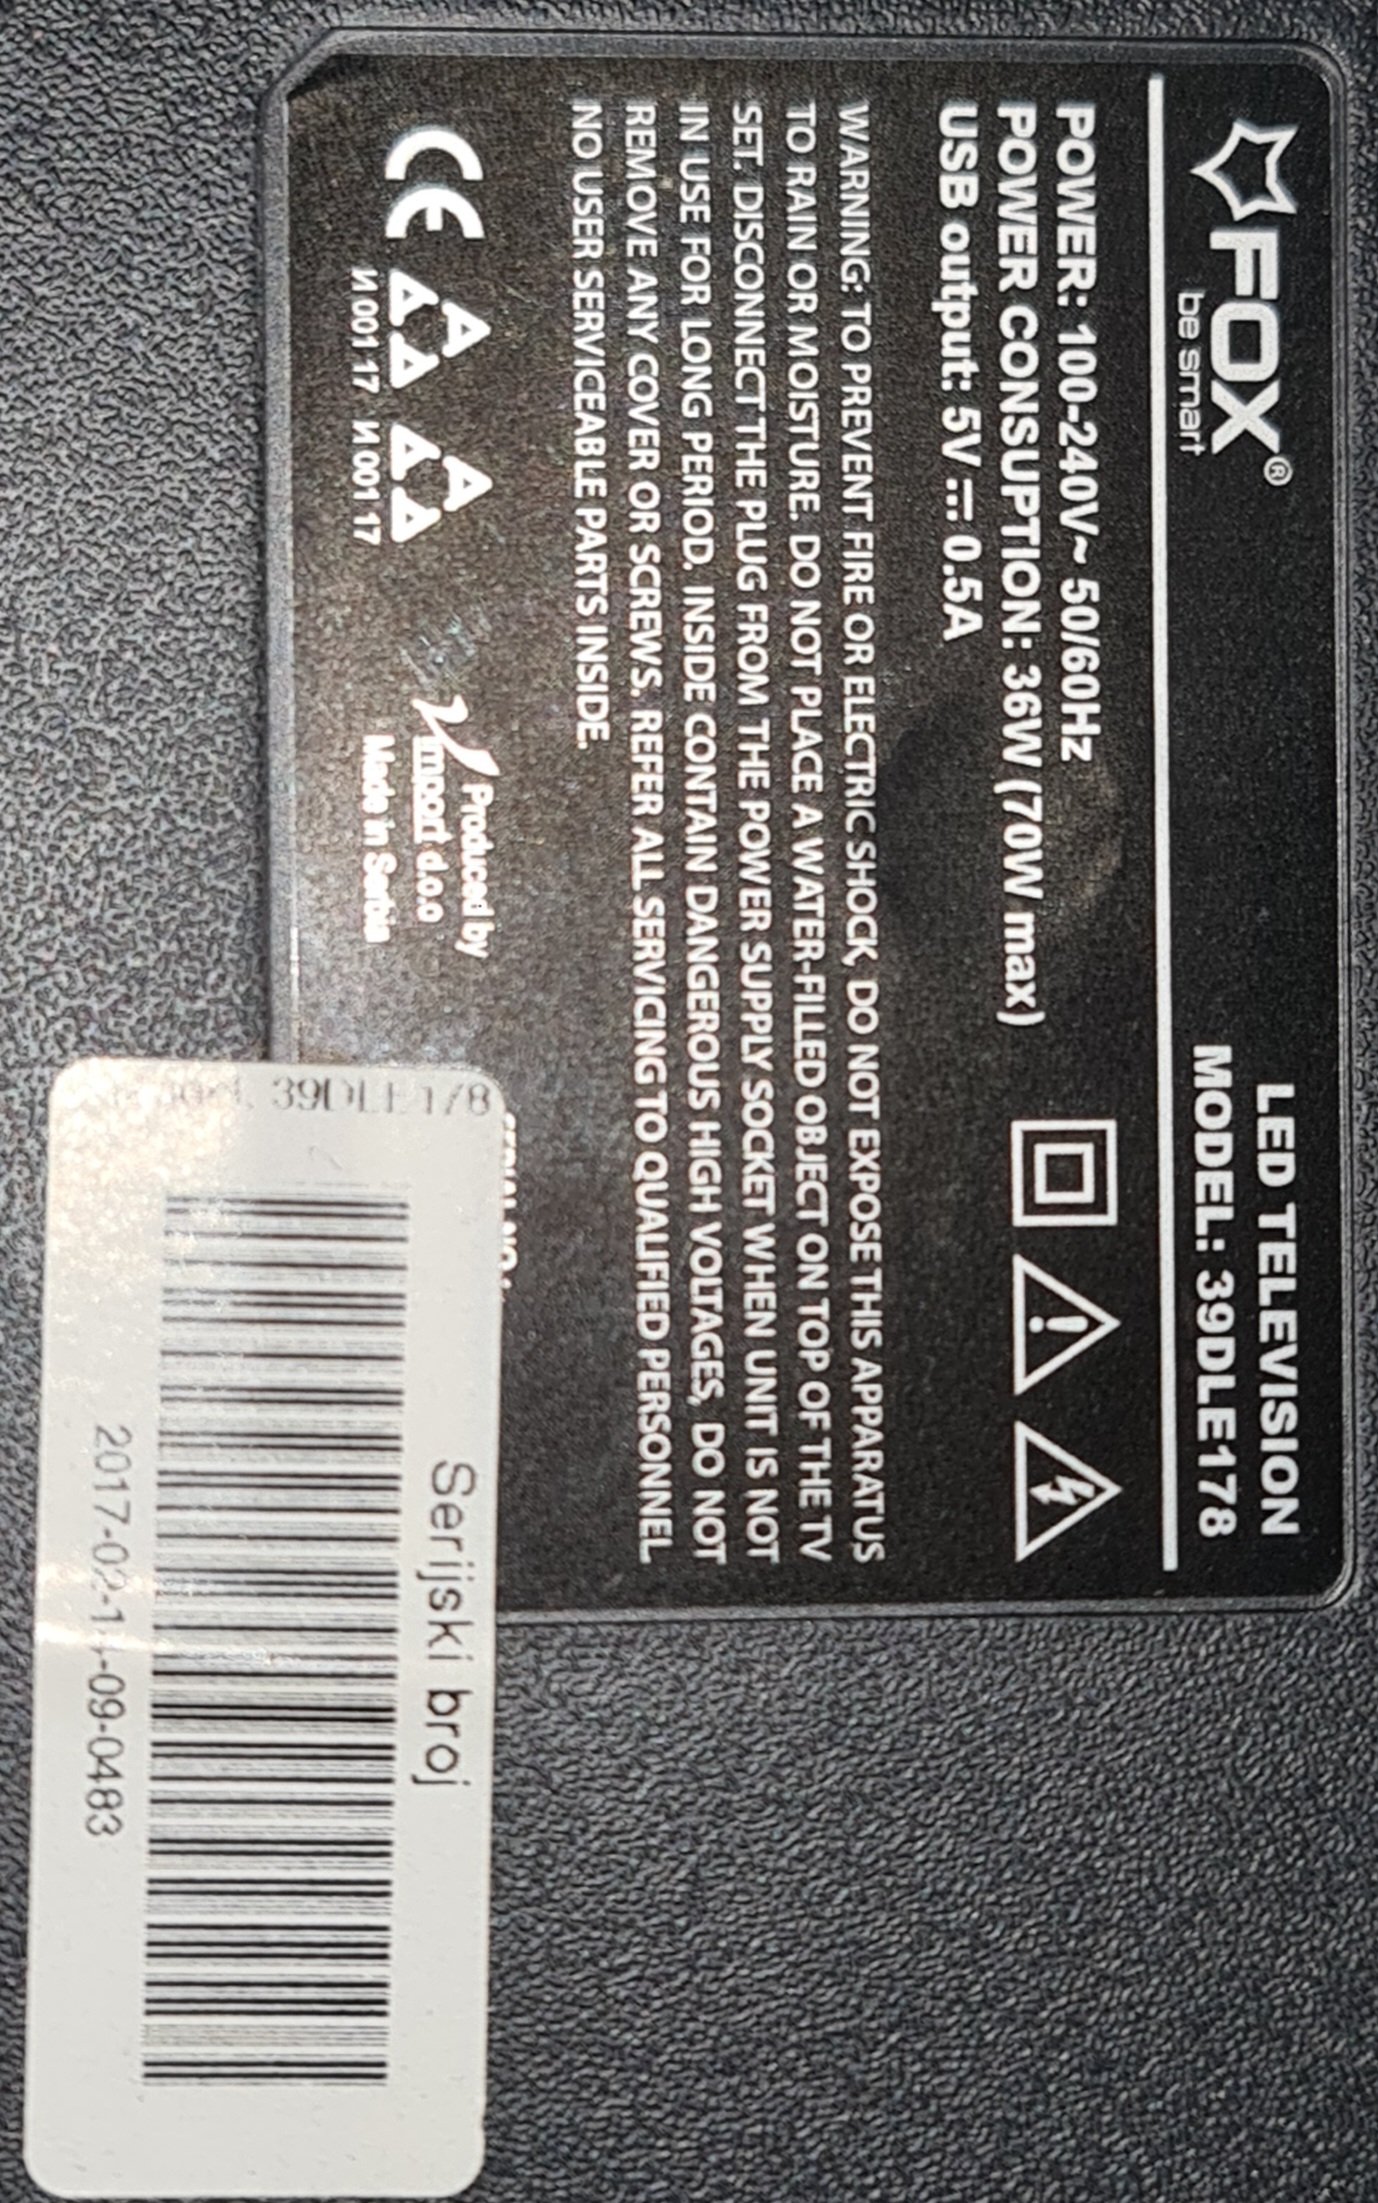 FOX®
be smart
LED TELEVISION
MODEL: 39DLE178
POWER: 100-240V~ 50/60Hz
POWER CONSUPTION: 36W (70W max)
USB output: 5V⎓0.5A
WARNING: TO PREVENT FIRE OR ELECTRIC SHOCK, DO NOT EXPOSE THIS APPARATUS
TO RAIN OR MOISTURE. DO NOT PLACE A WATER-FILLED OBJECT ON TOP OF THE TV
SET. DISCONNECT THE PLUG FROM THE POWER SUPPLY SOCKET WHEN UNIT IS NOT
IN USE FOR LONG PERIOD. INSIDE CONTAIN DANGEROUS HIGH VOLTAGES, DO NOT
REMOVE ANY COVER OR SCREWS. REFER ALL SERVICING TO QUALIFIED PERSONNEL
NO USER SERVICEABLE PARTS INSIDE.
CE
AAA
И 001 17
AAA
И 001 17
Produced by
d.o.o
Made in Serbia
Serijski broj
39DLE178